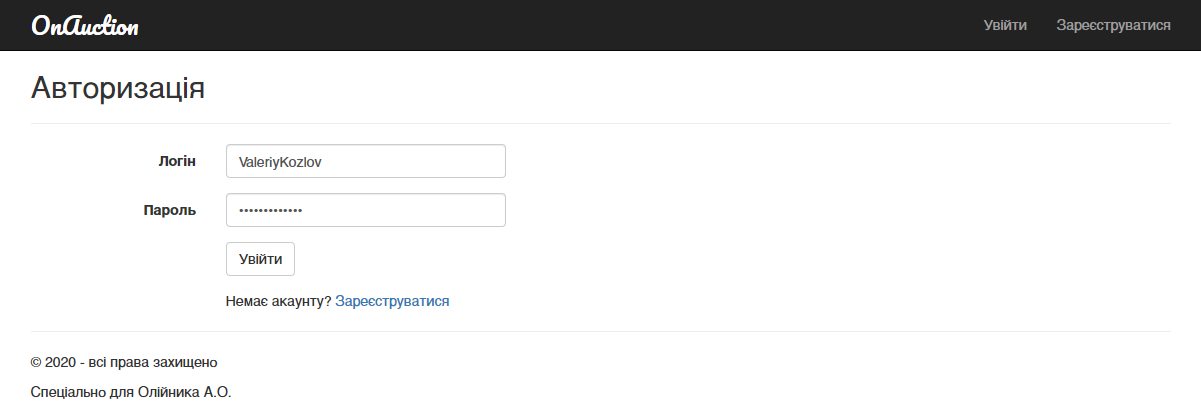 OnAuction
Увійти
Зареєструватися
Авторизація
Логін
ValeriyKozlov
Пароль
•••••••••••••
Увійти
Немає акаунту? Зареєструватися
© 2020 - всі права захищено
Спеціально для Олійника А.О.